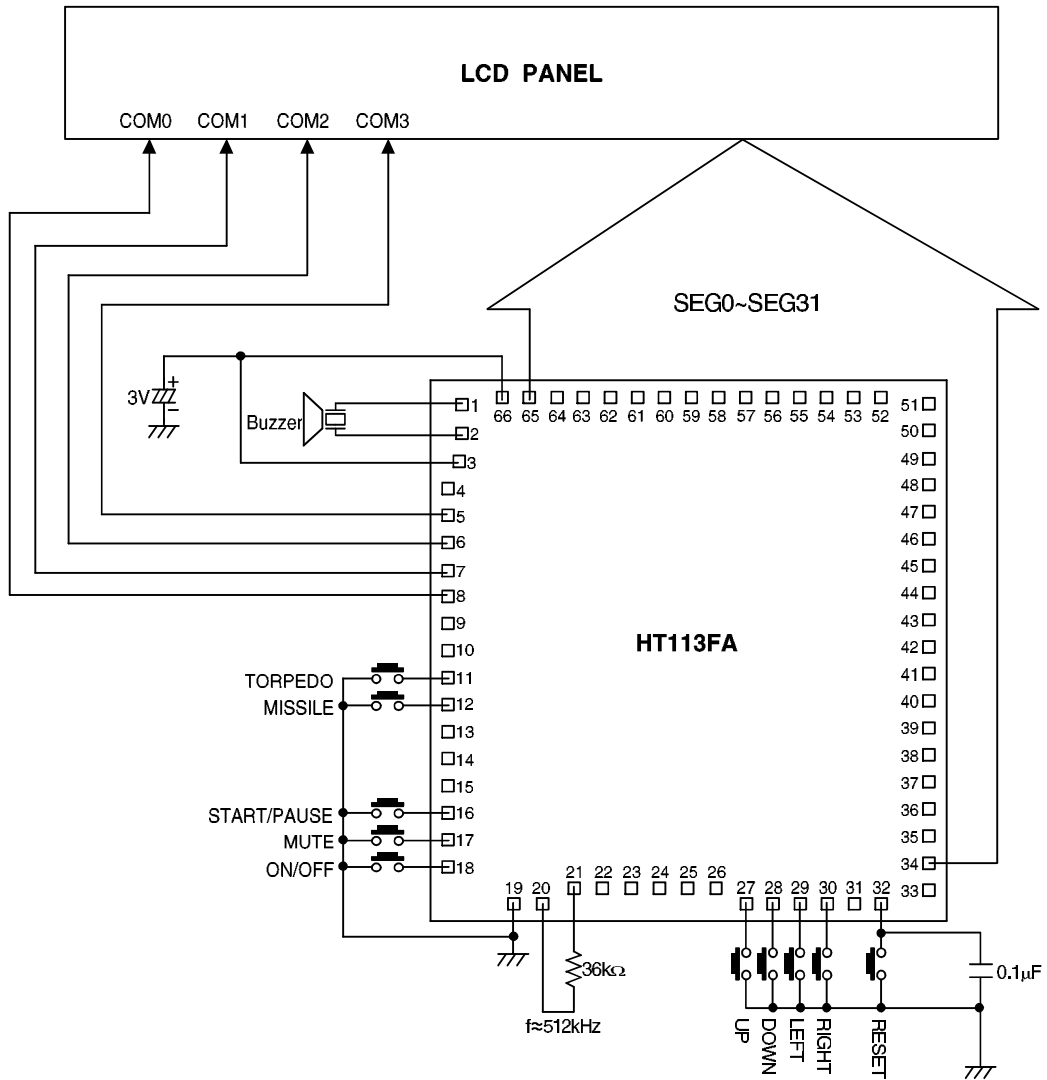 LCD PANEL
COM0 COM1 COM2 COM3
SEG0~SEG31
3V
+
−
Buzzer
66 65 64 63 62 61 60 59 58 57 56 55 54 53 52
1
2
3
4
5
6
7
8
9
10
11
12
13
14
15
16
17
18
TORPEDO
MISSILE
START/PAUSE
MUTE
ON/OFF
HT113FA
51
50
49
48
47
46
45
44
43
42
41
40
39
38
37
36
35
34
33
19 20 21 22 23 24 25 26 27 28 29 30 31 32
36kΩ
f≈512kHz
0.1µF
UP
DOWN
LEFT
RIGHT
RESET